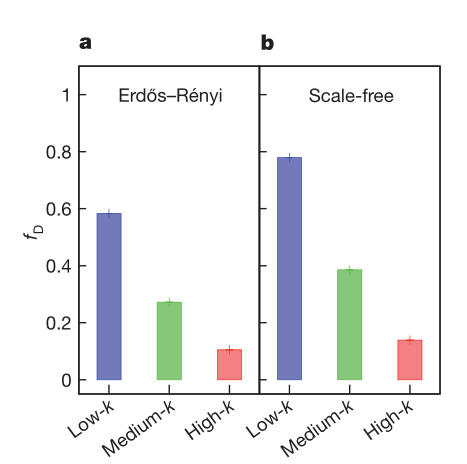 a
b
Erdős–Rényi
Scale-free
1
0.8
0.6
0.4
0.2
0
fD
Low-k
Medium-k
High-k
Low-k
Medium-k
High-k